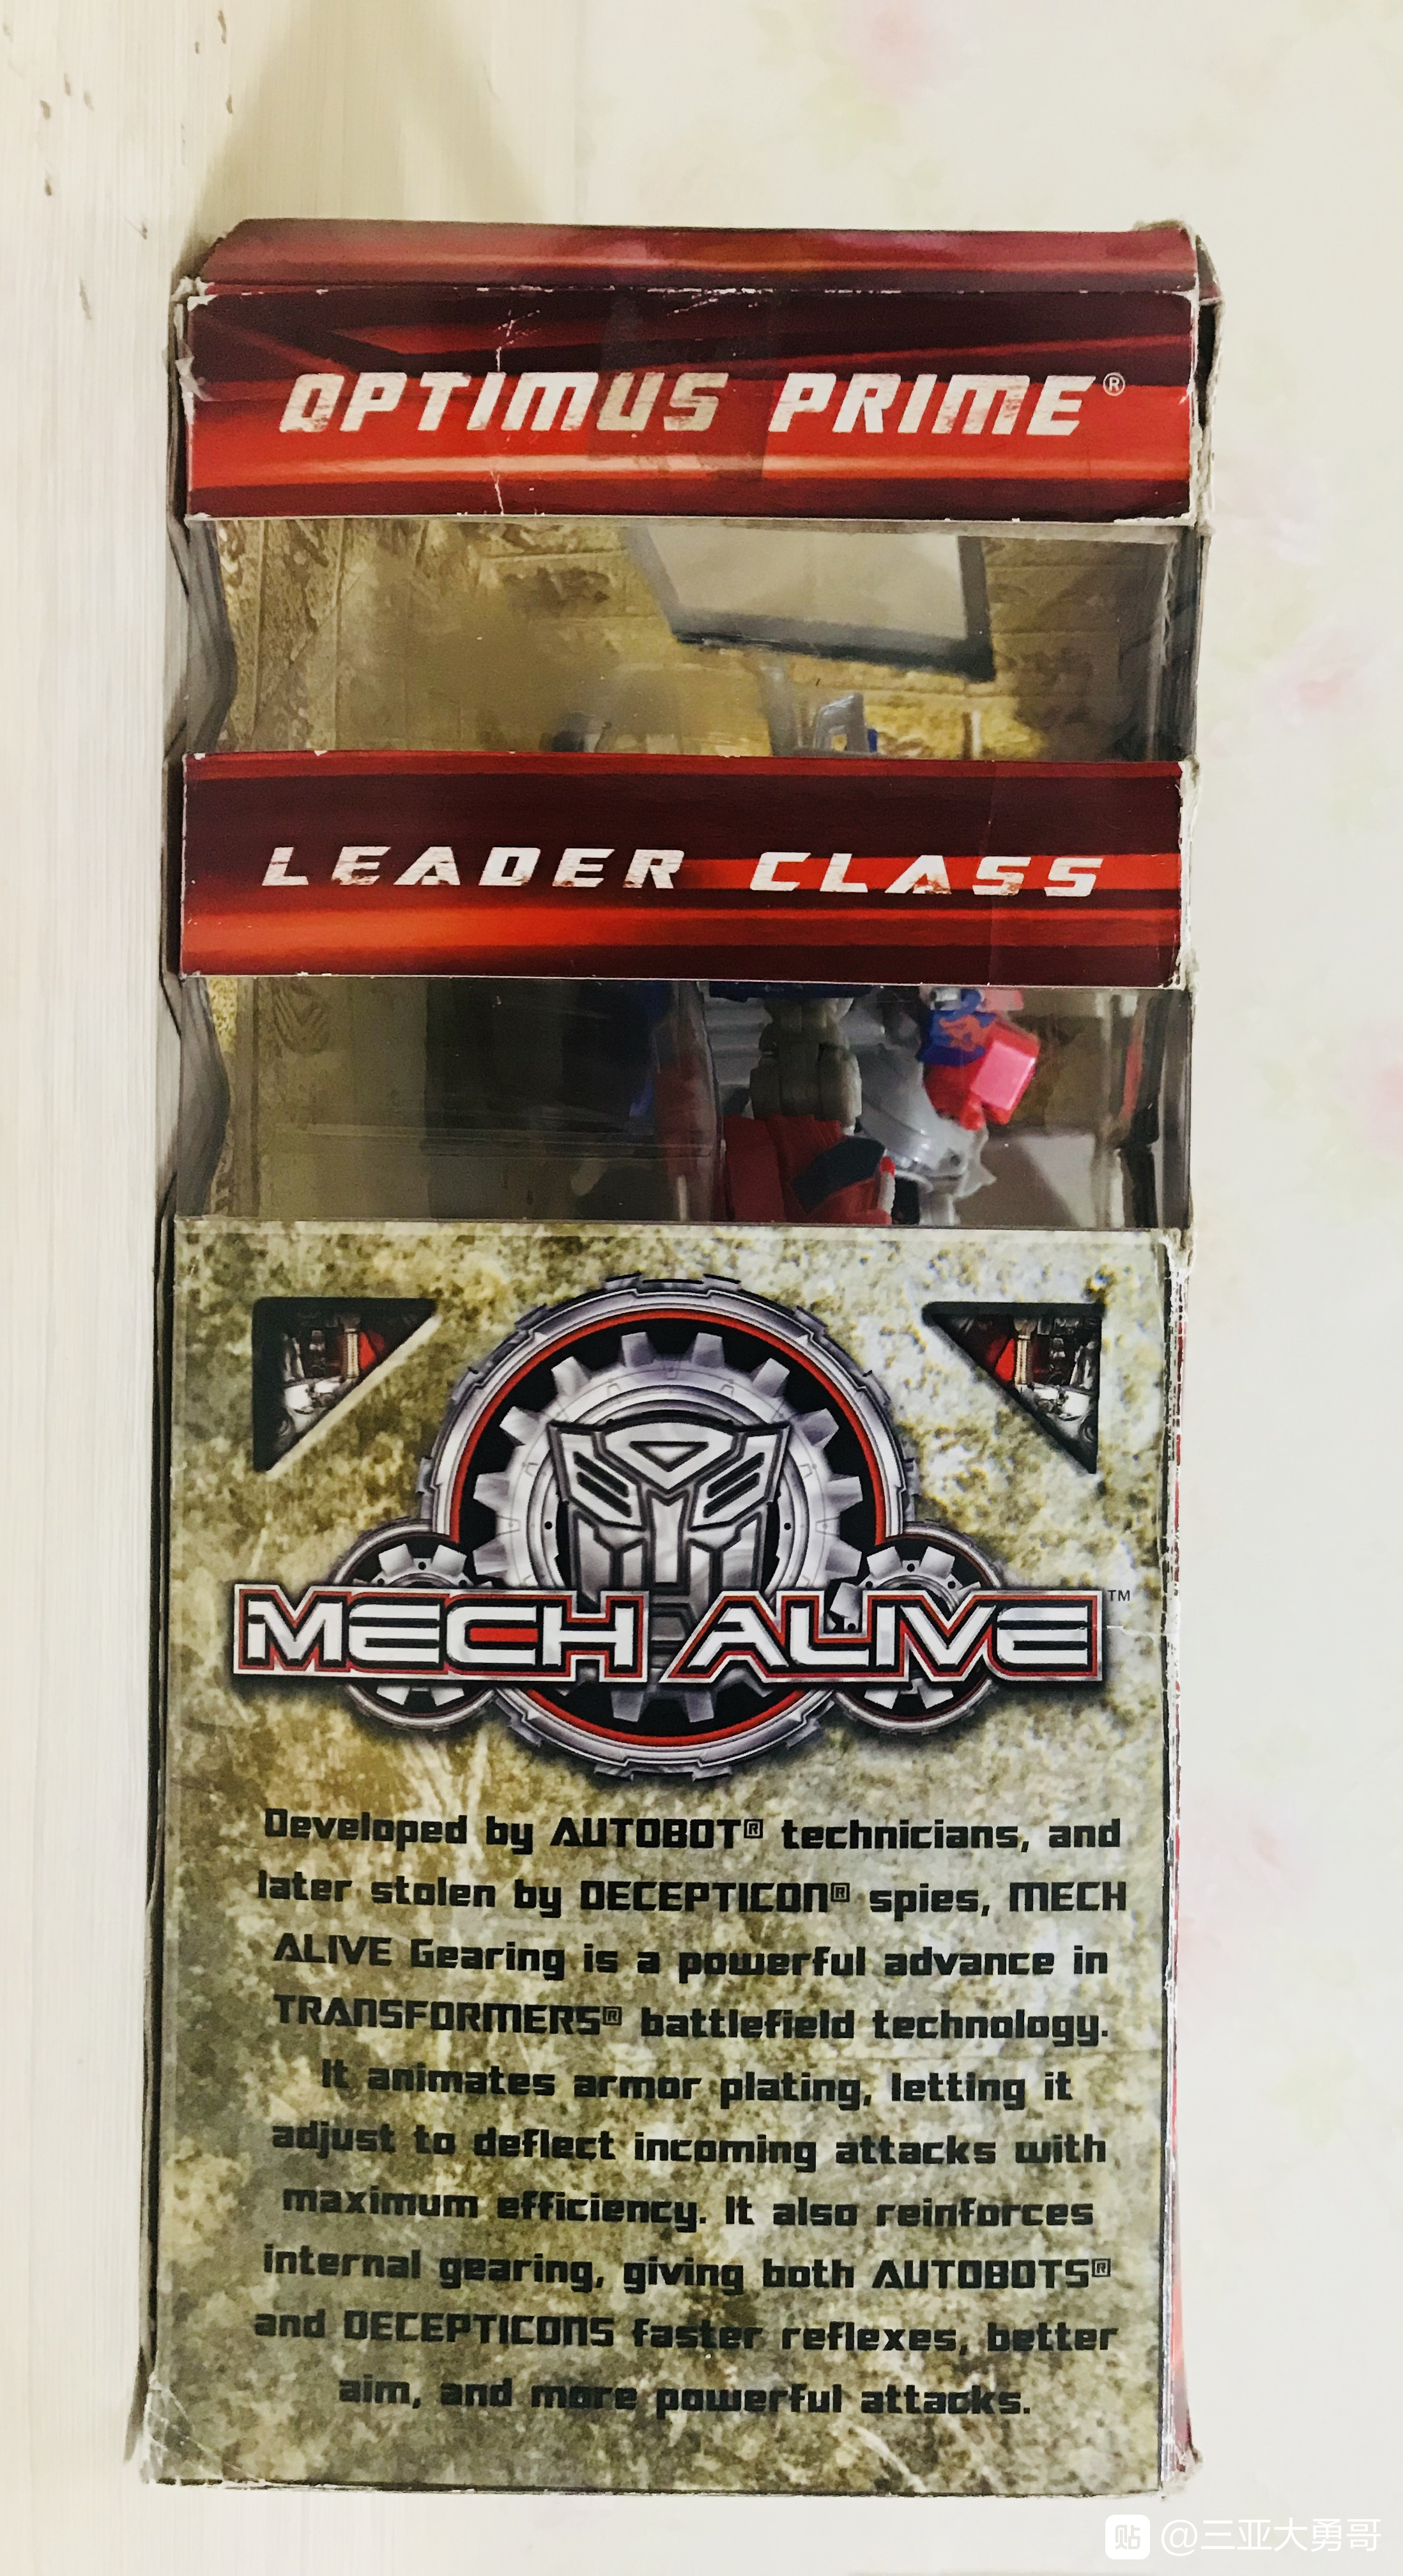 OPTIMUS PRIME®
LEADER CLASS
MECH ALIVE™
Developed by AUTOBOT® technicians, and
later stolen by DECEPTICON® spies, MECH
ALIVE Gearing is a powerful advance in
TRANSFORMERS® battlefield technology.
It animates armor plating, letting it
adjust to deflect incoming attacks with
maximum efficiency. It also reinforces
internal gearing, giving both AUTOBOTS®
and DECEPTICONS faster reflexes, better
aim, and more powerful attacks.
贴 @三亚大勇哥